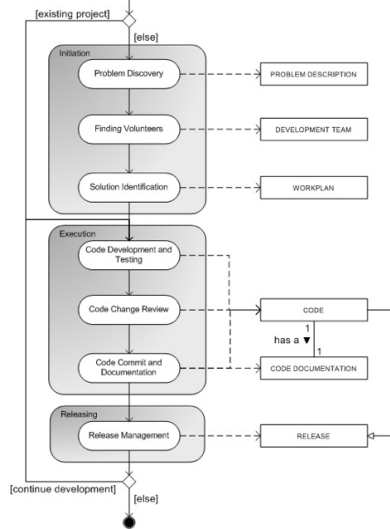 [existing project]
[else]
Initiation
Problem Discovery
PROBLEM DESCRIPTION
Finding Volunteers
DEVELOPMENT TEAM
Solution Identification
WORKPLAN
Execution
Code Development and
Testing
Code Change Review
CODE
1
has a ▼
1
Code Commit and
Documentation
CODE DOCUMENTATION
Releasing
Release Management
RELEASE
[continue development]
[else]